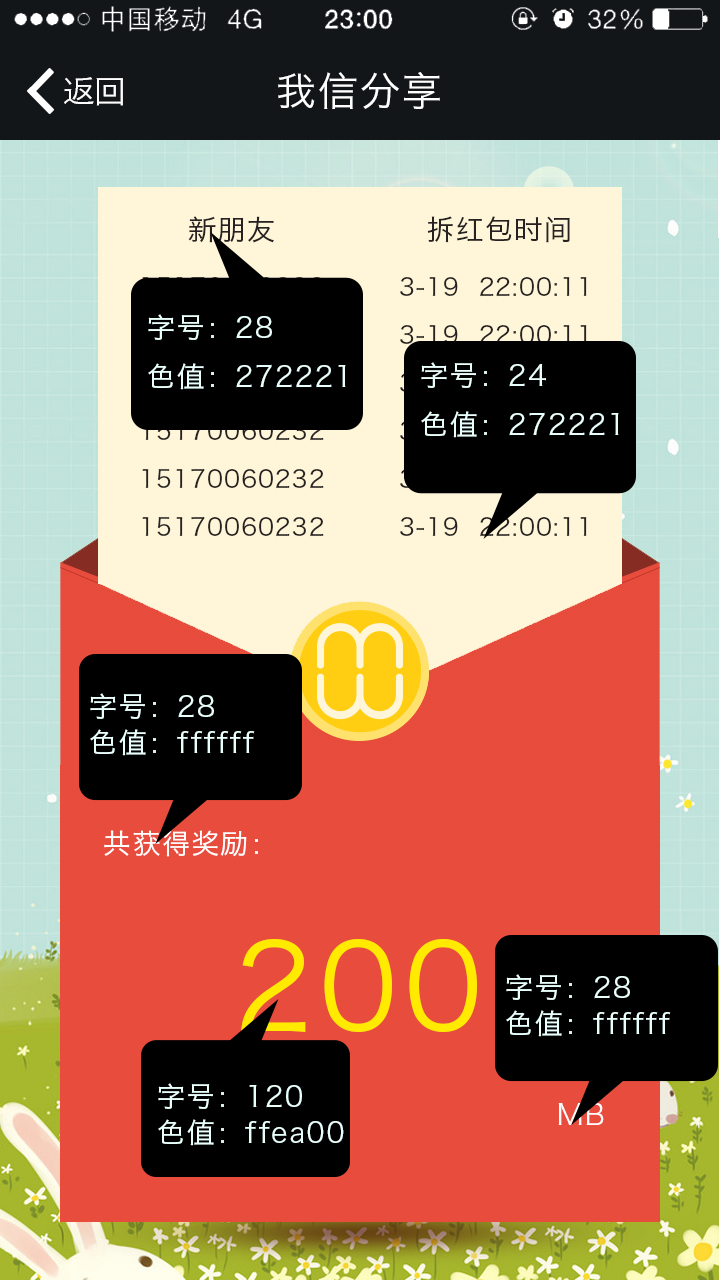 中国移动 4G 23:00 32%
返回 我信分享
新朋友 拆红包时间
3-19 22:00:11
字号：28
3-19 22:00:11
色值：272221
字号：24
色值：272221
15170060232
15170060232
15170060232 3-19 22:00:11
字号：28
色值：ffffff
共获得奖励：
200
字号：28
色值：ffffff
字号：120
MB
色值：ffea00